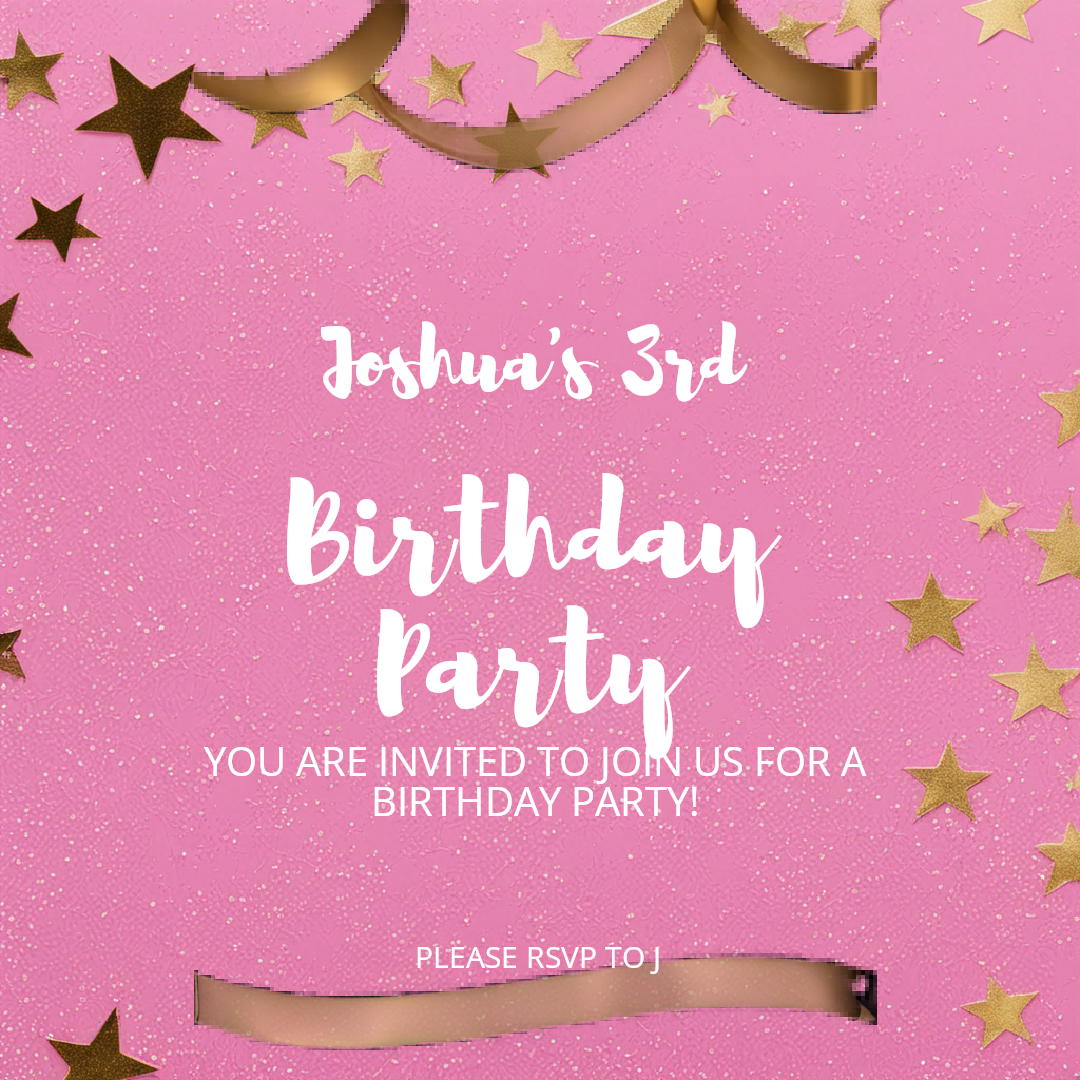 Joshua's 3rd
Birthday
Party
YOU ARE INVITED TO JOIN US FOR A
BIRTHDAY PARTY!
PLEASE RSVP TO J